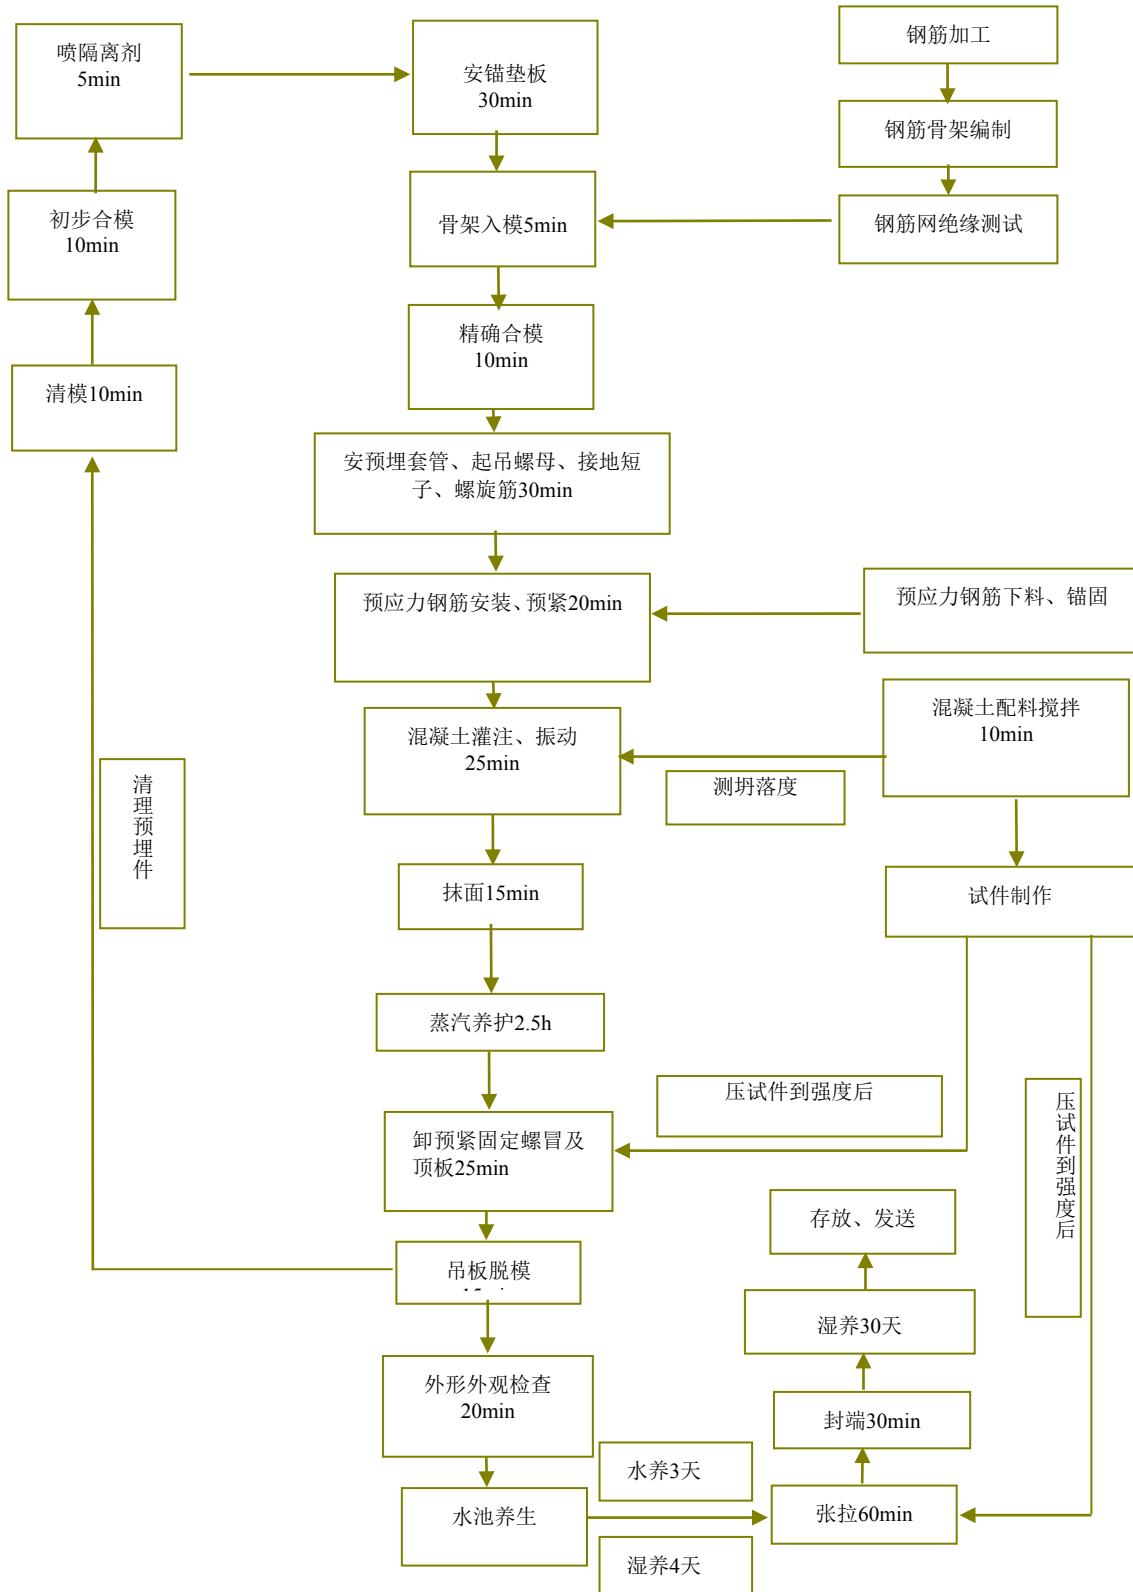 喷隔离剂
5min
安锚垫板
30min
钢筋加工
钢筋骨架编制
初步合模
10min
骨架入模5min
钢筋网绝缘测试
精确合模
10min
清模10min
安预埋套管、起吊螺母、接地短
子、螺旋筋30min
预应力钢筋安装、预紧20min
预应力钢筋下料、锚固
混凝土灌注、振动
25min
混凝土配料搅拌
10min
测坍落度
清理预埋件
抹面15min
试件制作
蒸汽养护2.5h
压试件到强度后
压试件到强度后
卸预紧固定螺冒及
顶板25min
存放、发送
吊板脱模
湿养30天
外形外观检查
20min
封端30min
水养3天
水池养生
张拉60min
湿养4天